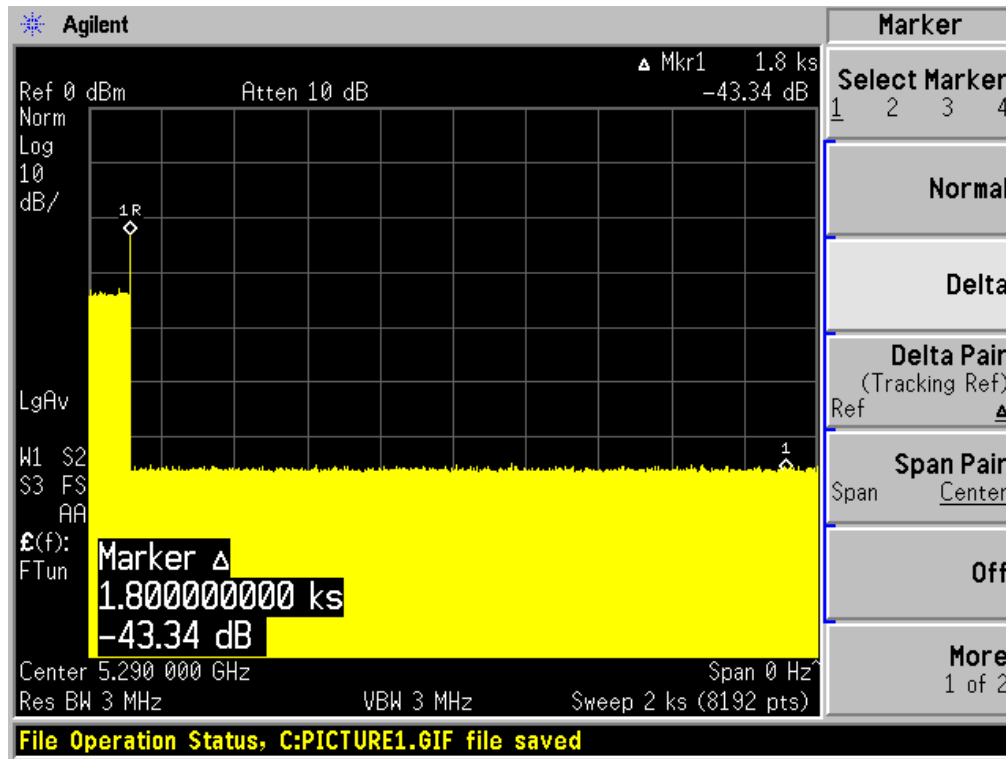 Agilent
Marker
Δ Mkr1 1.8 ks
Ref 0 dBm Atten 10 dB -43.34 dB
Norm
Log
10
dB/
1R
LgAv
1
W1 S2
S3 FS
AA
£(f):
FTun
Marker Δ
1.800000000 ks
-43.34 dB
Center 5.290 000 GHz Span 0 Hz^
Res BW 3 MHz VBW 3 MHz Sweep 2 ks (8192 pts)
File Operation Status, C:PICTURE1.GIF file saved
Select Marker
1 2 3 4
Normal
Delta
Delta Pair
(Tracking Ref)
Ref Δ
Span Pair
Span Center
Off
More
1 of 2